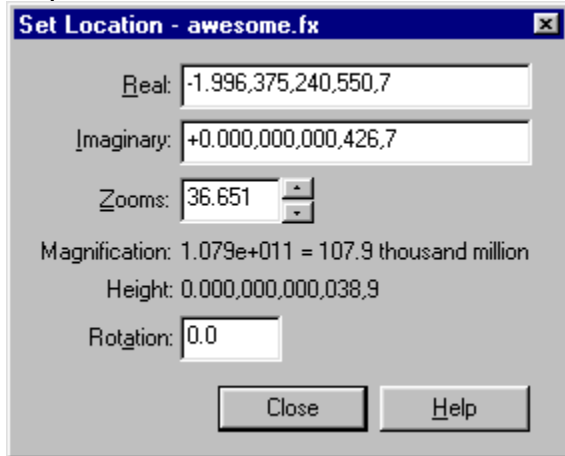 Set Location - awesome.fx
Real: -1.996,375,240,550,7
Imaginary: +0.000,000,000,426,7
Zooms: 36.651
Magnification: 1.079e+011 = 107.9 thousand million
Height: 0.000,000,000,038,9
Rotation: 0.0
Close Help